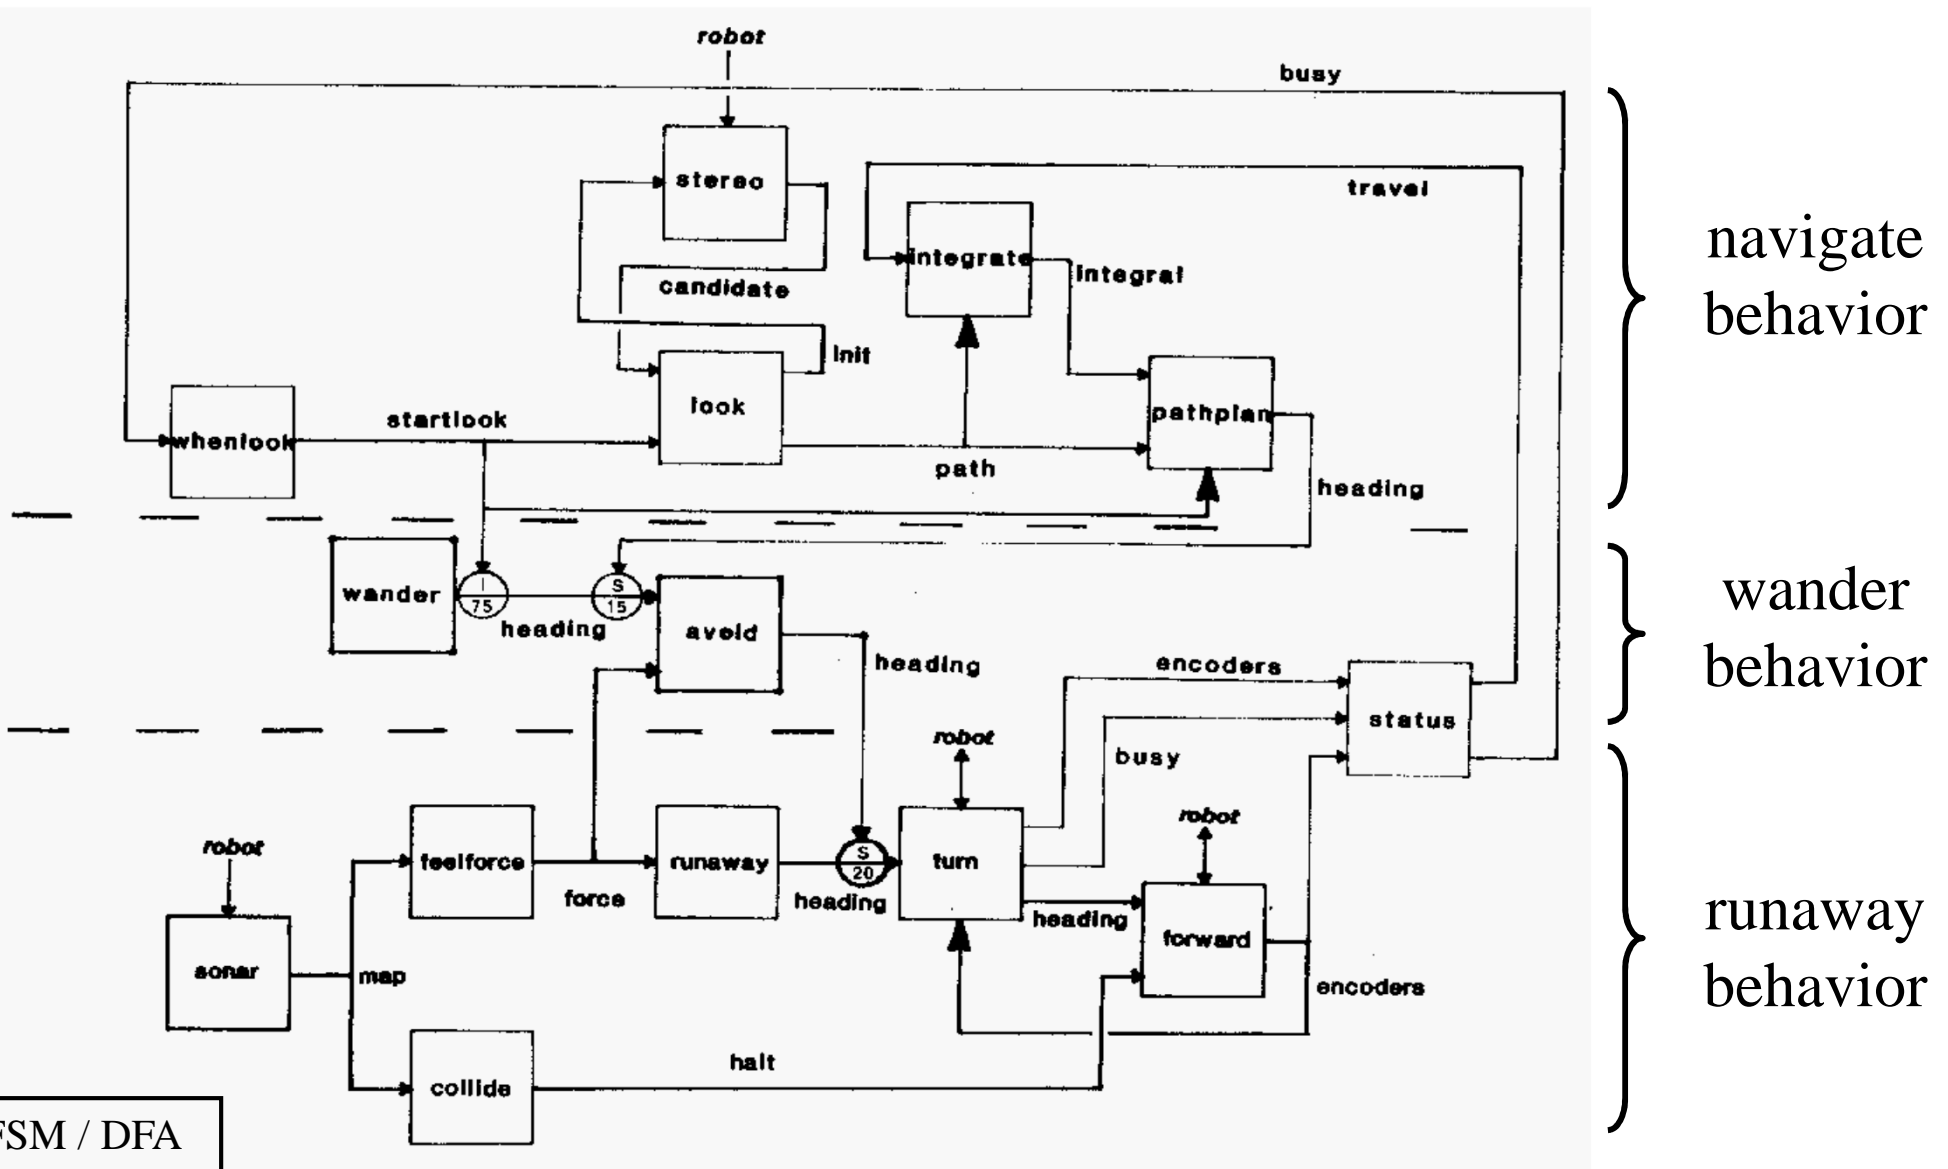 robot
busy
stereo
travel
integrate
integral
candidate
init
look
pathplan
startlook
whenlook
path
heading
navigate
behavior
wander
I
75
S
15
heading
avoid
heading
encoders
status
busy
wander
behavior
robot
robot
robot
feelforce
runaway
S
20
turn
force
heading
heading
forward
sonar
map
encoders
halt
collide
runaway
behavior
FSM / DFA